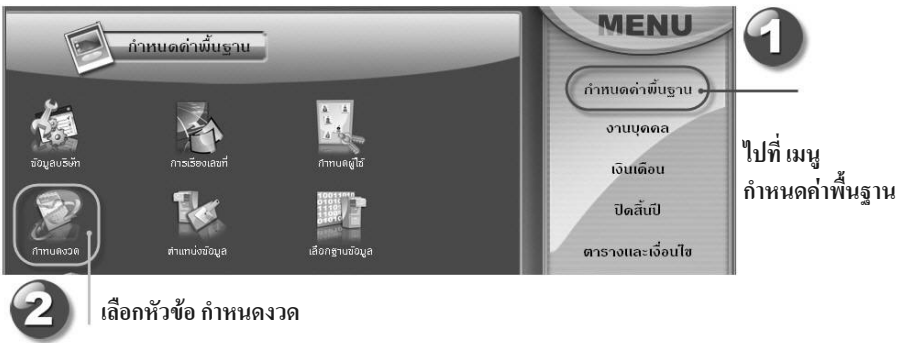 กำหนดค่าพื้นฐาน
MENU
1
กำหนดค่าพื้นฐาน
งานบุคคล
เงินเดือน
ปิดสิ้นปี
ตารางและเงื่อนไข
ไปที่ เมนู
กำหนดค่าพื้นฐาน
ข้อมูลบริษัท
การเรียงเลขที่
กำหนดผู้ใช้
กำหนดงวด
ตำแหน่งข้อมูล
เลือกฐานข้อมูล
2
เลือกหัวข้อ กำหนดงวด